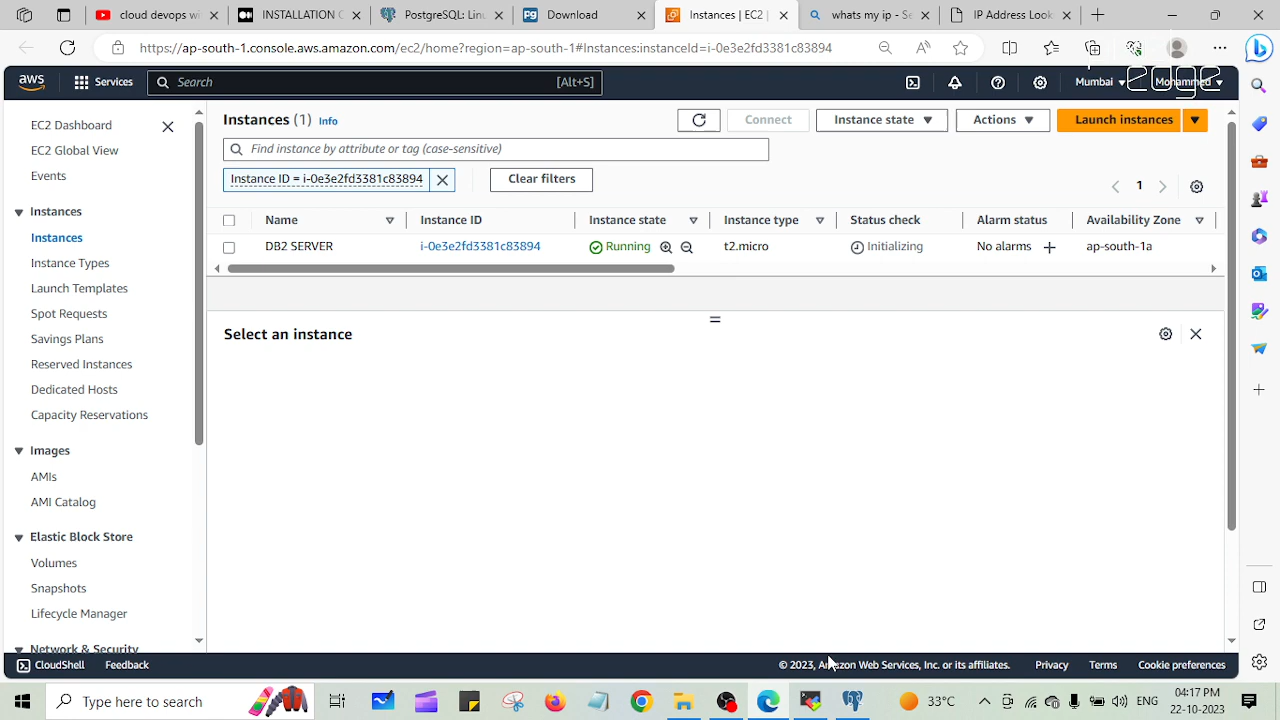 cloud devops wi
INSTALLATION C
PostgreSQL: Linu
Download
Instances | EC2
whats my ip - Se
IP Address Look
https://ap-south-1.console.aws.amazon.com/ec2/home?region=ap-south-1#Instances:instanceId=i-0e3e2fd3381c83894
aws
Services
Search
[Alt+S]
Mumbai
Mohammed
EC2 Dashboard
EC2 Global View
Events
Instances
Instances
Instance Types
Launch Templates
Spot Requests
Savings Plans
Reserved Instances
Dedicated Hosts
Capacity Reservations
Images
AMIs
AMI Catalog
Elastic Block Store
Volumes
Snapshots
Lifecycle Manager
Network & Security
Instances (1) Info
Connect
Instance state
Actions
Launch instances
Find instance by attribute or tag (case-sensitive)
Instance ID = i-0e3e2fd3381c83894
Clear filters
1
Name Instance ID Instance state Instance type Status check Alarm status Availability Zone
DB2 SERVER i-0e3e2fd3381c83894 Running t2.micro Initializing No alarms ap-south-1a
Select an instance
CloudShell Feedback © 2023, Amazon Web Services, Inc. or its affiliates. Privacy Terms Cookie preferences
Type here to search
33°C
ENG
04:17 PM
22-10-2023